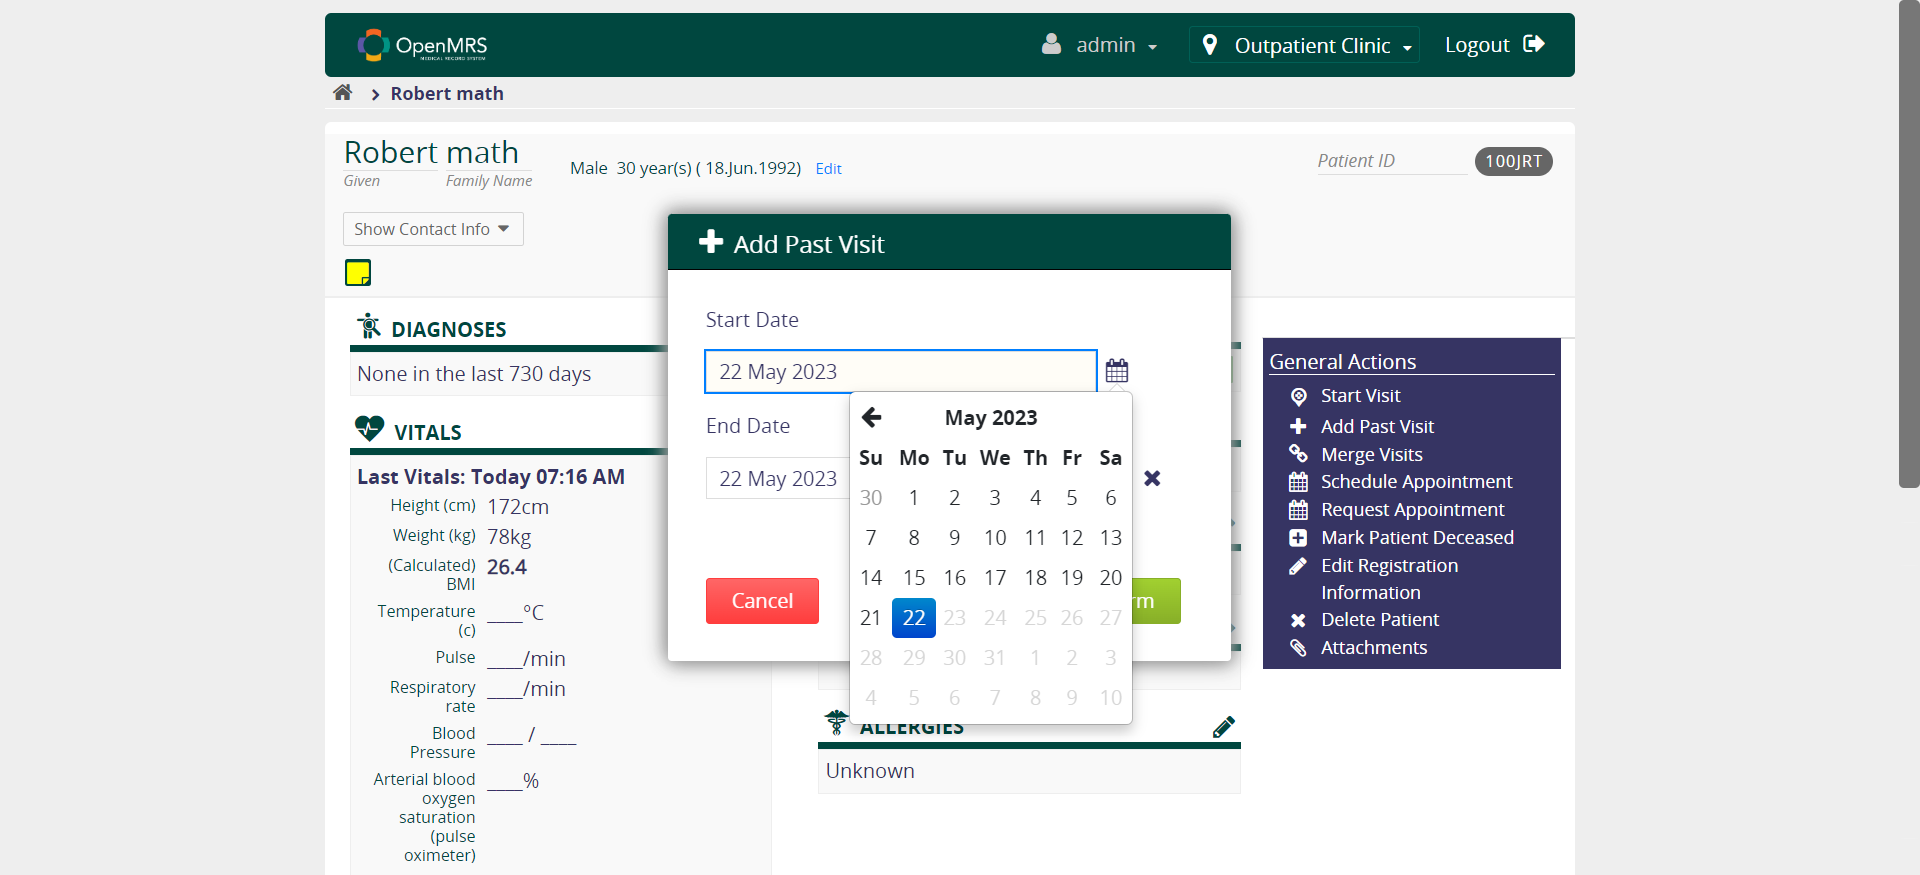 OpenMRS
MEDICAL RECORD SYSTEM
admin
Outpatient Clinic
Logout
Robert math
Robert math
Given Family Name
Male 30 year(s) ( 18.Jun.1992) Edit
Patient ID 100JRT
Show Contact Info
DIAGNOSES
None in the last 730 days
VITALS
Last Vitals: Today 07:16 AM
Height (cm) 172cm
Weight (kg) 78kg
(Calculated) 26.4
BMI
Temperature ____°C
(c)
Pulse ____/min
Respiratory ____/min
rate
Blood ____ / ____
Pressure
Arterial blood ____%
oxygen
saturation
(pulse
oximeter)
Add Past Visit
Start Date
22 May 2023
End Date
22 May 2023
Cancel
rm
May 2023
Su Mo Tu We Th Fr Sa
30 1 2 3 4 5 6
7 8 9 10 11 12 13
14 15 16 17 18 19 20
21 22 23 24 25 26 27
28 29 30 31 1 2 3
4 5 6 7 8 9 10
ALLERGIES
Unknown
General Actions
Start Visit
Add Past Visit
Merge Visits
Schedule Appointment
Request Appointment
Mark Patient Deceased
Edit Registration
Information
Delete Patient
Attachments